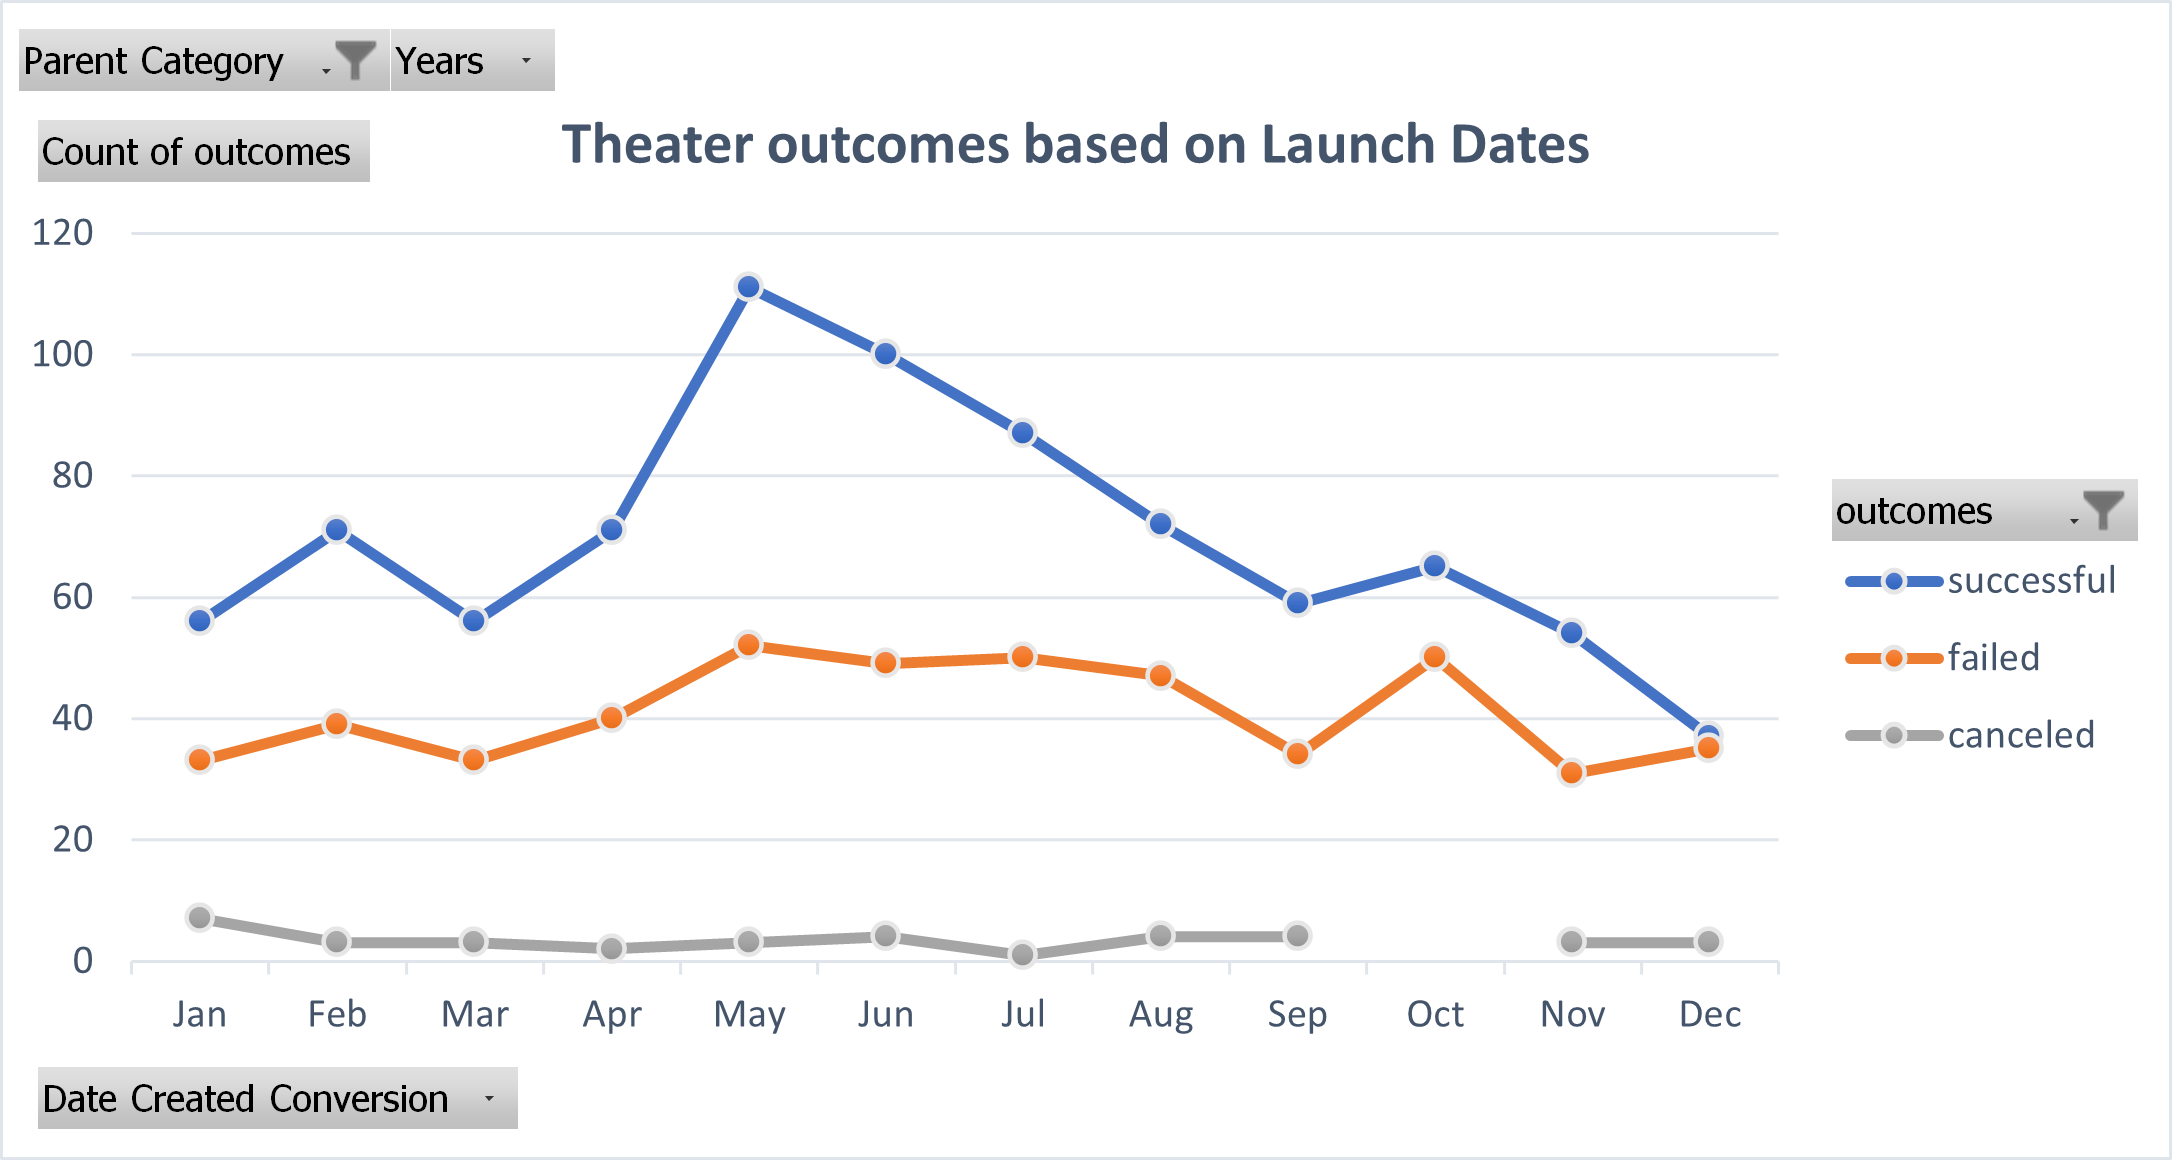 Parent Category Years
Count of outcomes
Theater outcomes based on Launch Dates
120
100
80
60
40
20
0
Jan Feb Mar Apr May Jun Jul Aug Sep Oct Nov Dec
outcomes
successful
failed
canceled
Date Created Conversion